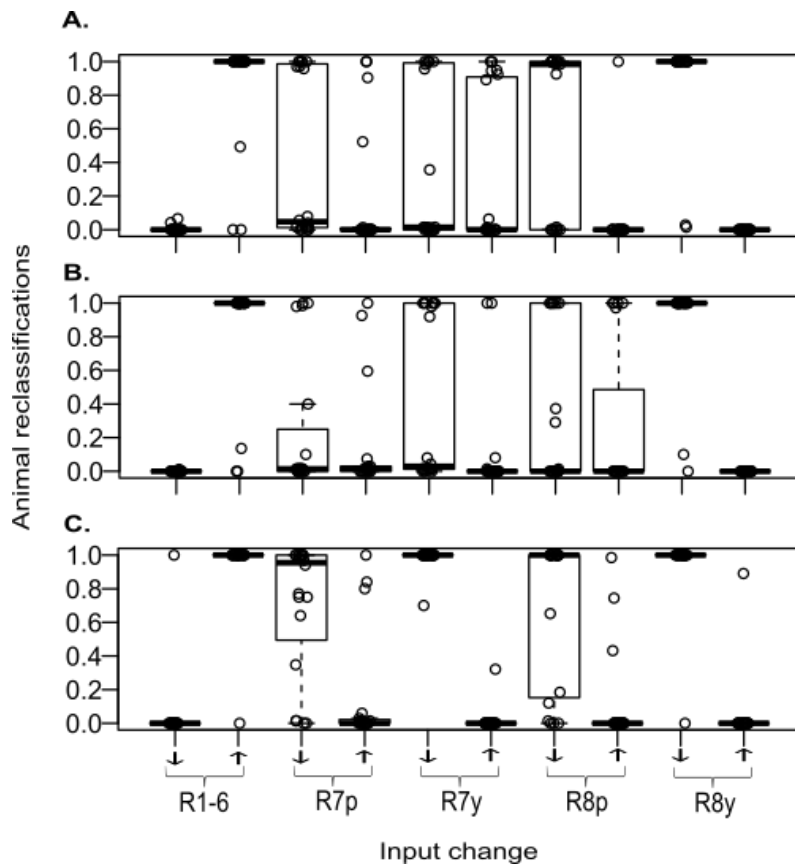 A.
1.0
0.8
0.6
0.4
0.2
0.0
B.
1.0
0.8
0.6
0.4
0.2
0.0
C.
1.0
0.8
0.6
0.4
0.2
0.0
Animal reclassifications
↓ ↑ ↓ ↑ ↓ ↑ ↓ ↑ ↓ ↑
R1-6 R7p R7y R8p R8y
Input change